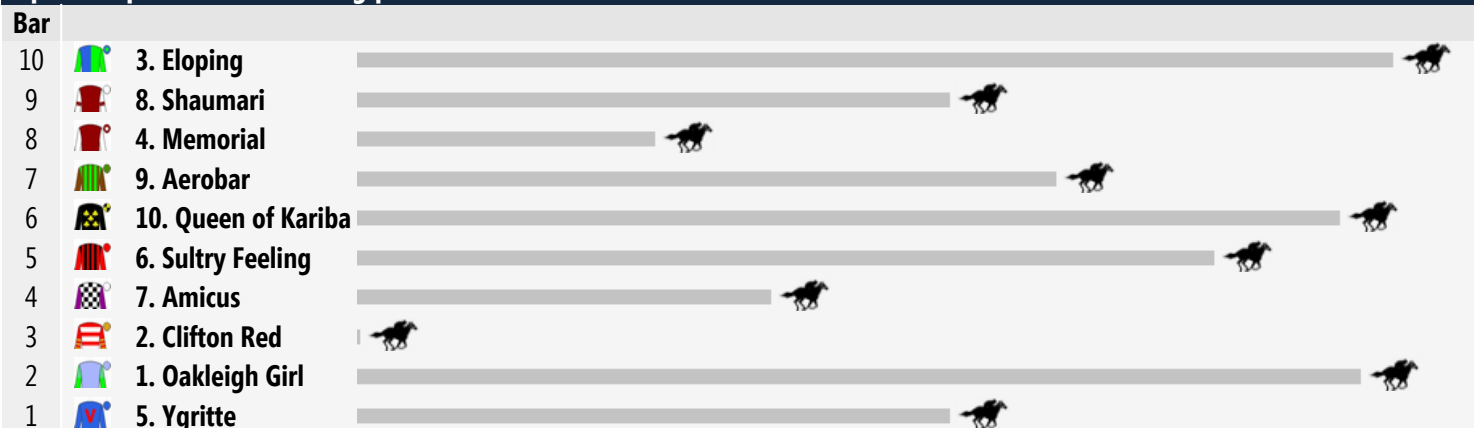 Bar
10 3. Eloping
9 8. Shaumari
8 4. Memorial
7 9. Aerobar
6 10. Queen of Kariba
5 6. Sultry Feeling
4 7. Amicus
3 2. Clifton Red
2 1. Oakleigh Girl
1 V 5. Ygritte